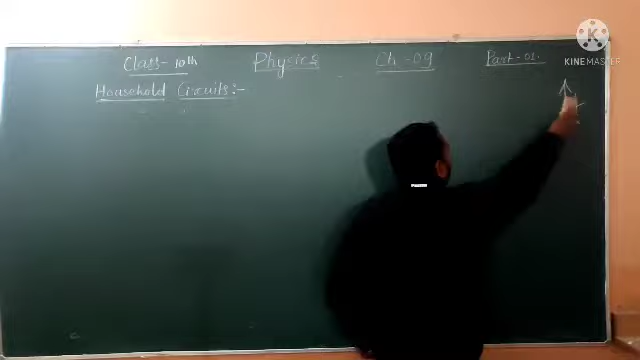 Class - 10th Physics Ch - 09 Part - 01.
Household Circuits :-
KINEMASTER